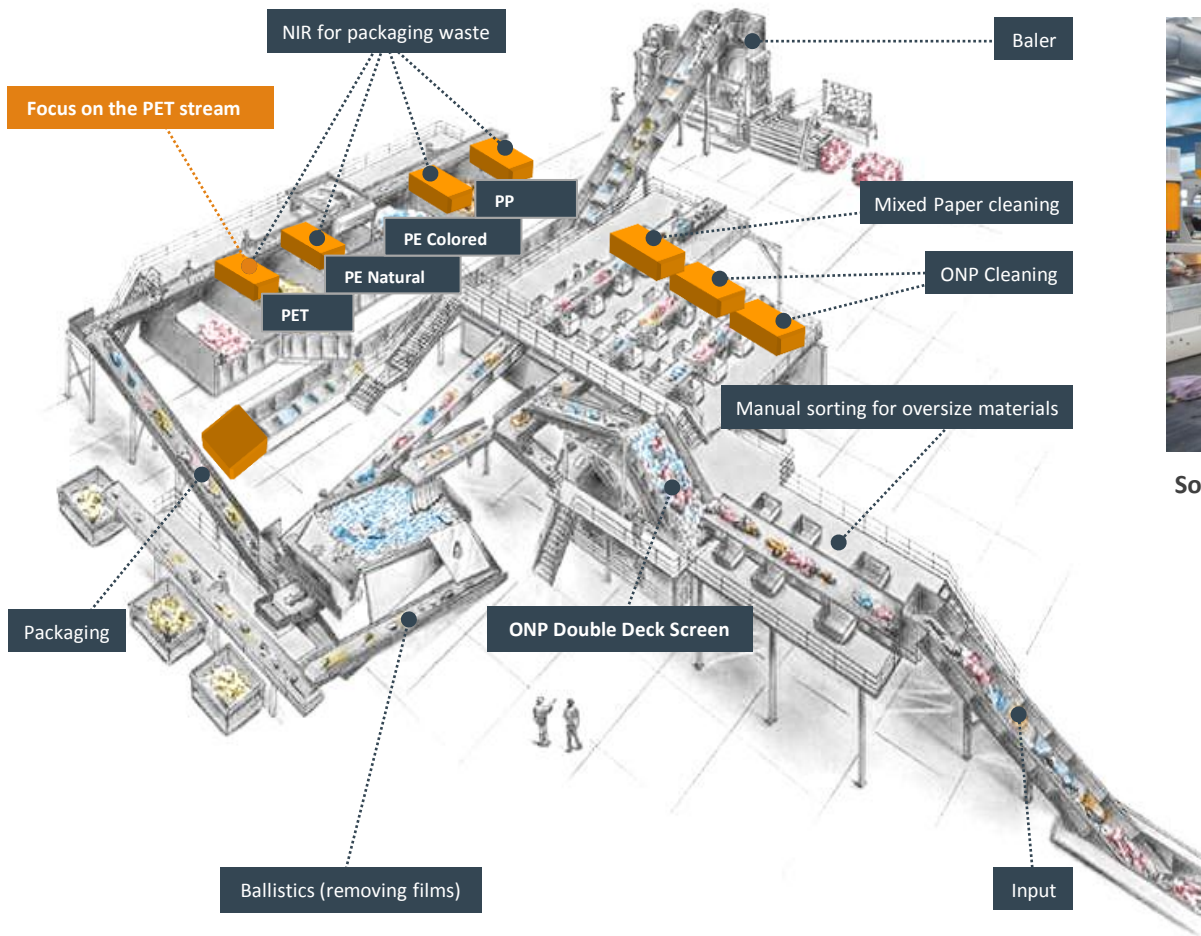 NIR for packaging waste
Baler
Focus on the PET stream
Mixed Paper cleaning
PP
PE Colored
ONP Cleaning
PE Natural
PET
Manual sorting for oversize materials
So
Packaging
ONP Double Deck Screen
Ballistics (removing films)
Input